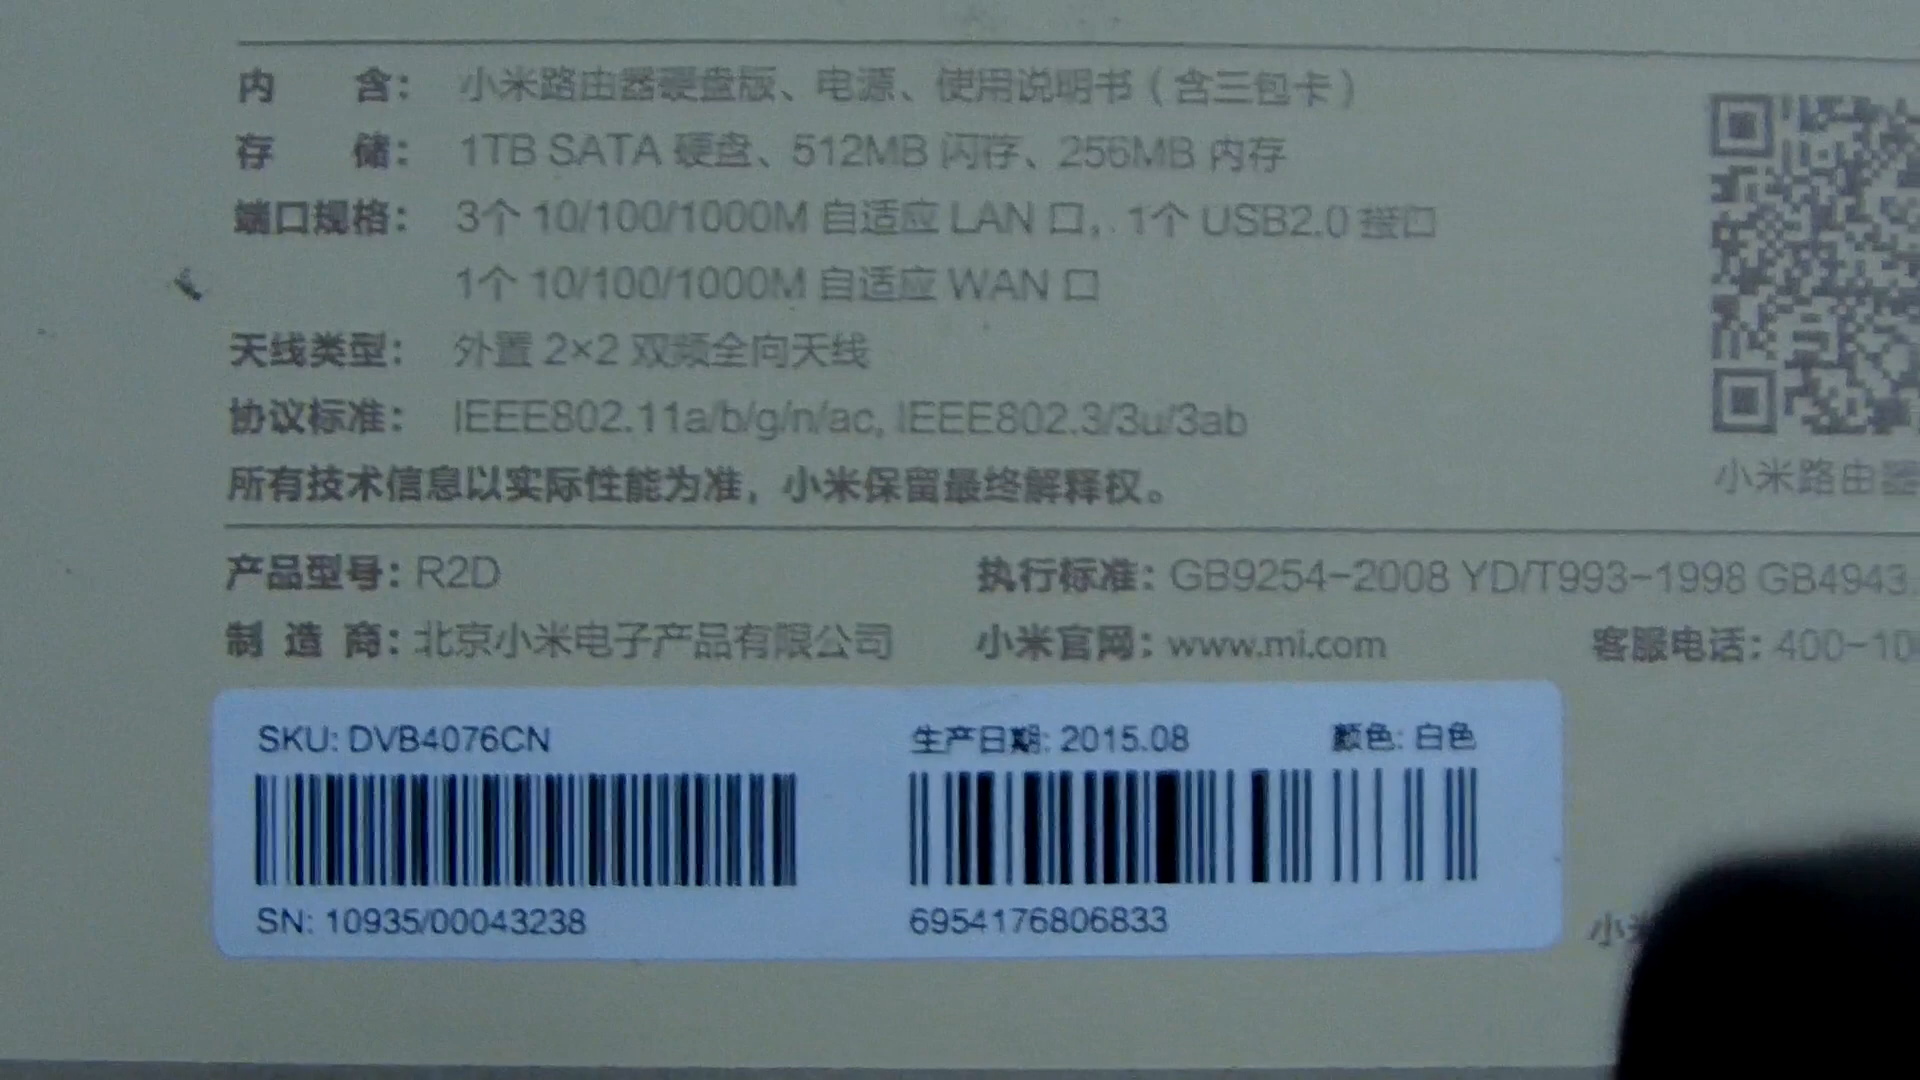 内 含： 小米路由器硬盘版、电源、使用说明书（含三包卡）
存 储： 1TB SATA 硬盘、512MB 闪存、256MB 内存
端口规格： 3个 10/100/1000M 自适应 LAN 口，1个 USB2.0 接口
1个 10/100/1000M 自适应 WAN 口
天线类型： 外置 2×2 双频全向天线
协议标准： IEEE802.11a/b/g/n/ac, IEEE802.3/3u/3ab
所有技术信息以实际性能为准，小米保留最终解释权。
小米路由器
产品型号：R2D 执行标准：GB9254-2008 YD/T993-1998 GB4943.
制 造 商：北京小米电子产品有限公司 小米官网：www.mi.com 客服电话：400-10
SKU: DVB4076CN 生产日期: 2015.08 颜色: 白色
SN: 10935/00043238 6954176806833
小米